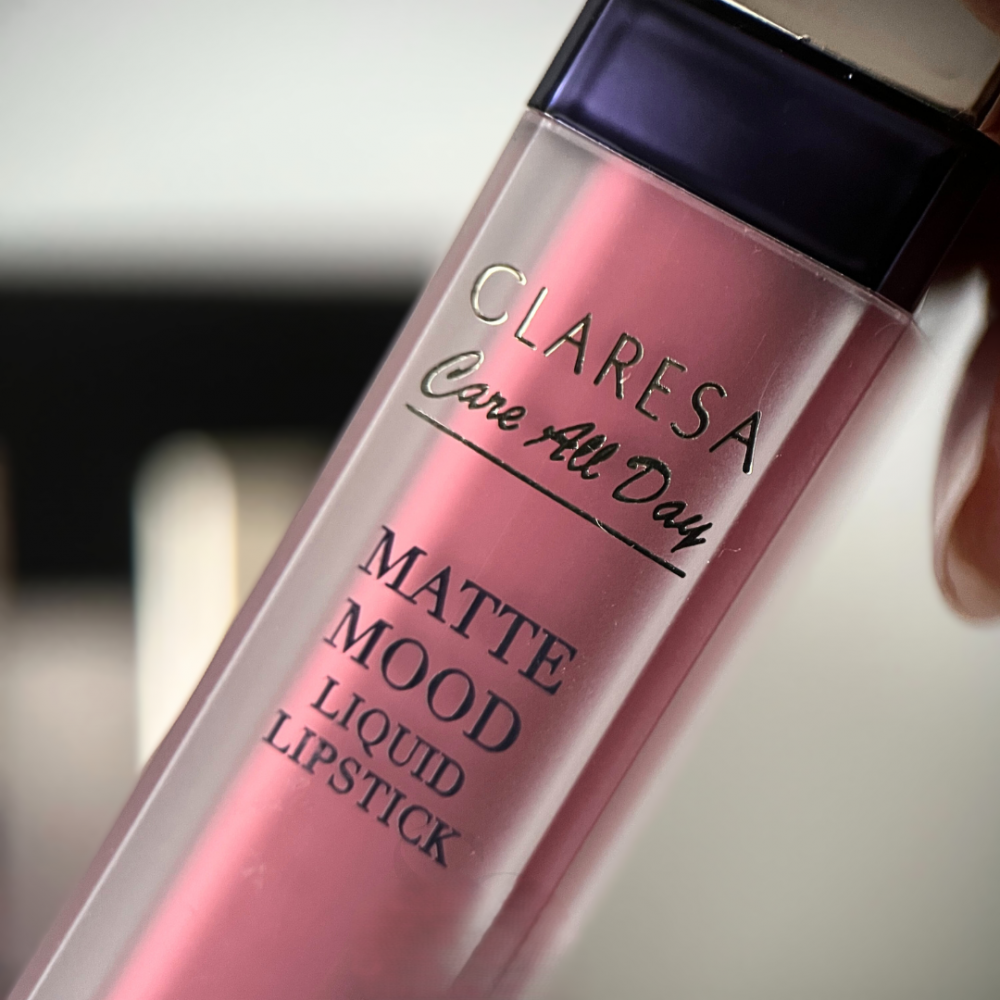 CLARESA
Care All Day
MATTE
MOOD
LIQUID
LIPSTICK